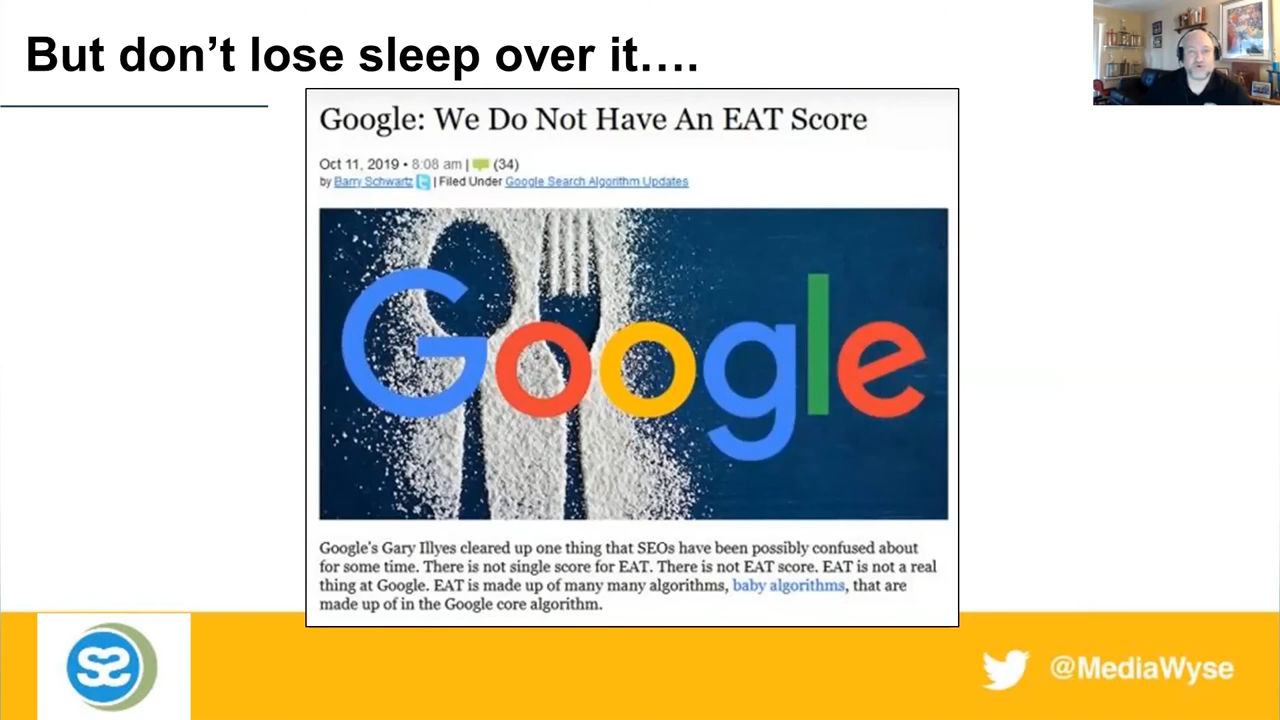 But don’t lose sleep over it….
Google: We Do Not Have An EAT Score
Oct 11, 2019 • 8:08 am | (34)
by Barry Schwartz | Filed Under Google Search Algorithm Updates
Google
Google's Gary Illyes cleared up one thing that SEOs have been possibly confused about
for some time. There is not single score for EAT. There is not EAT score. EAT is not a real
thing at Google. EAT is made up of many many algorithms, baby algorithms, that are
made up of in the Google core algorithm.
@MediaWyse